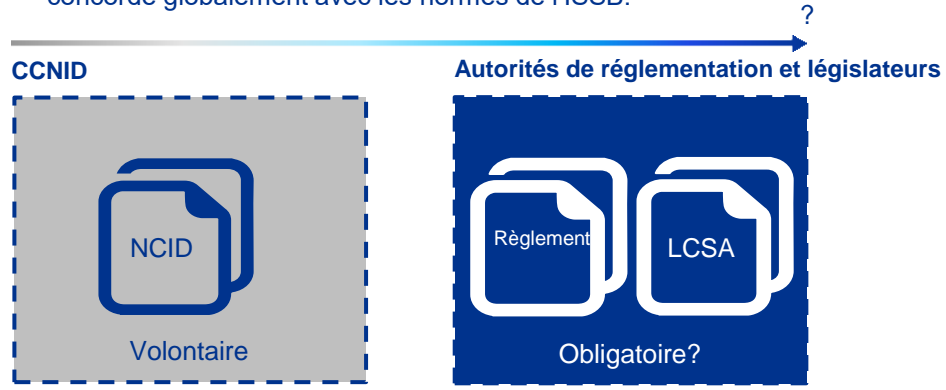 concorde globalement avec les normes de l'ISSB.
?
CCNID
Autorités de réglementation et législateurs
NCID
Règlement
LCSA
Volontaire
Obligatoire?